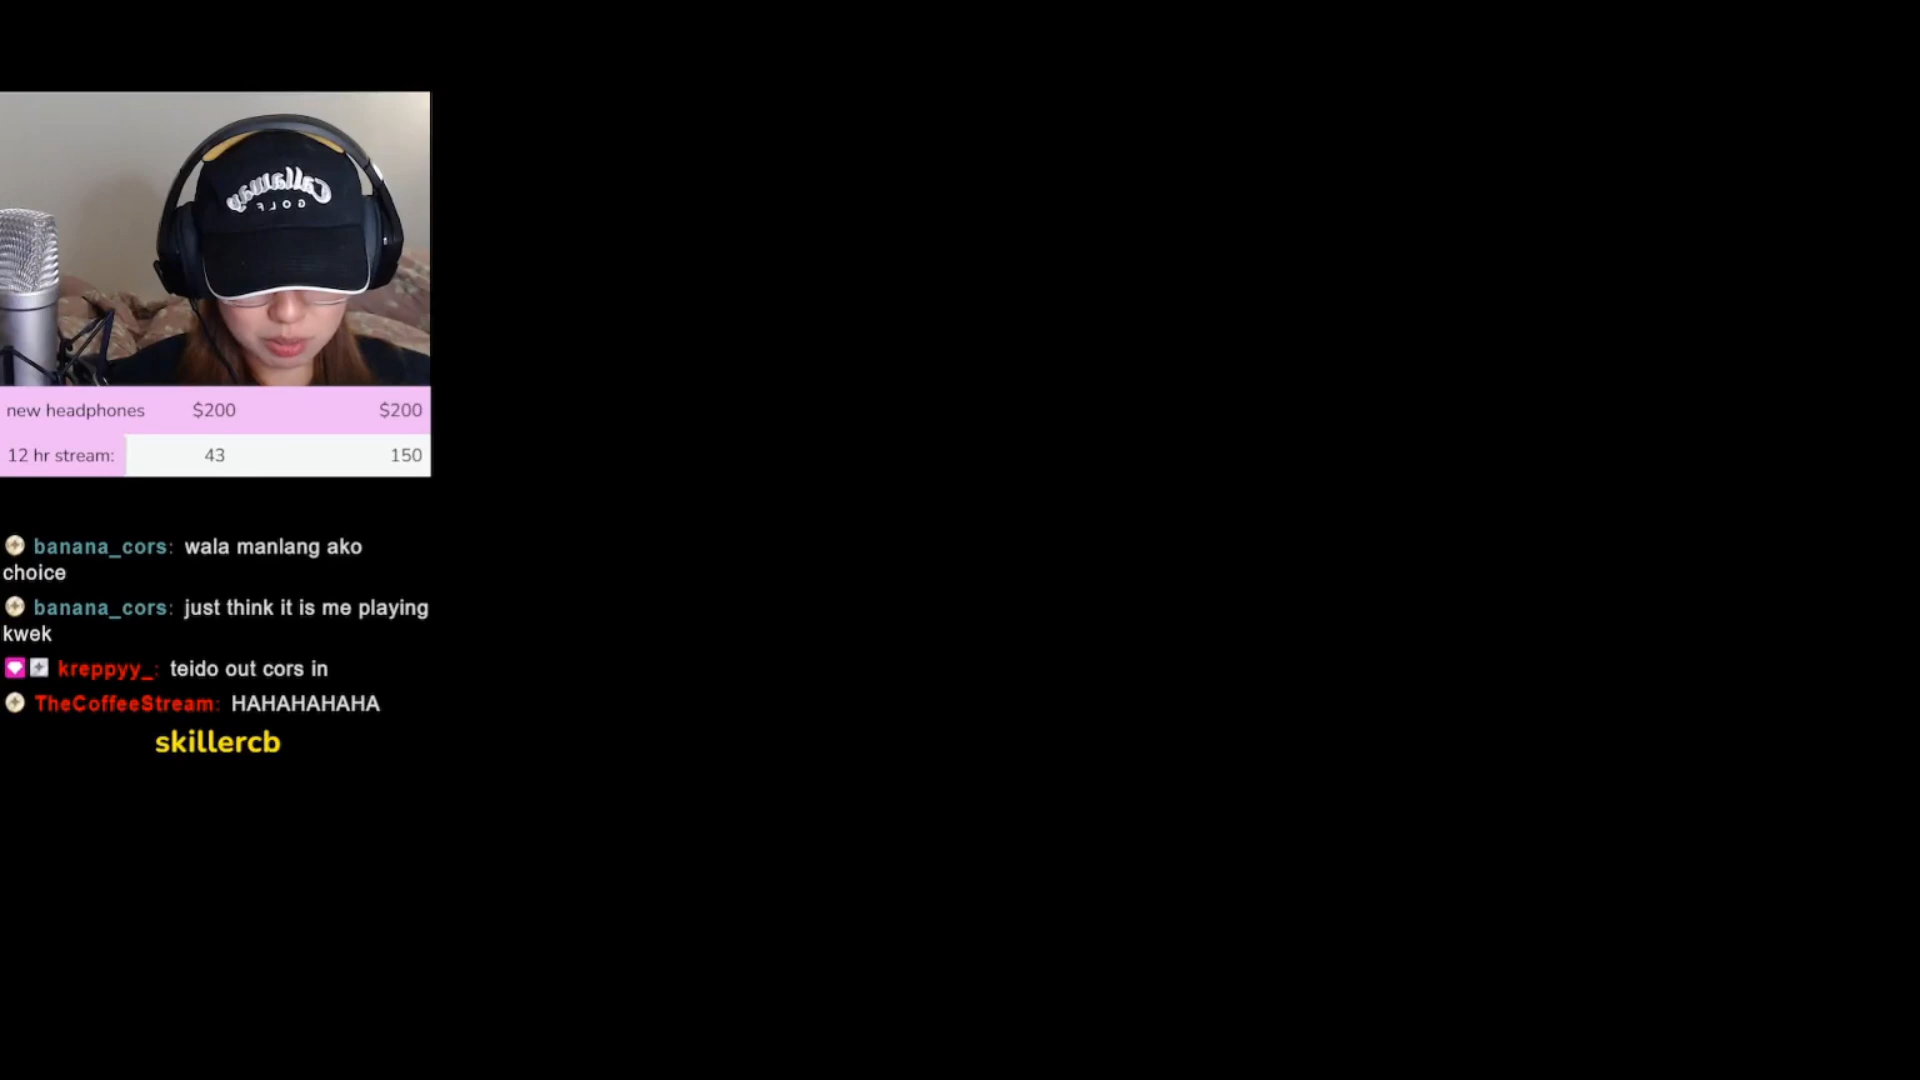 Callaway
GOLF
new headphones $200 $200
12 hr stream: 43 150
banana_cors: wala manlang ako
choice
banana_cors: just think it is me playing
kwek
kreppyy_: teido out cors in
TheCoffeeStream: HAHAHAHAHA
skillercb